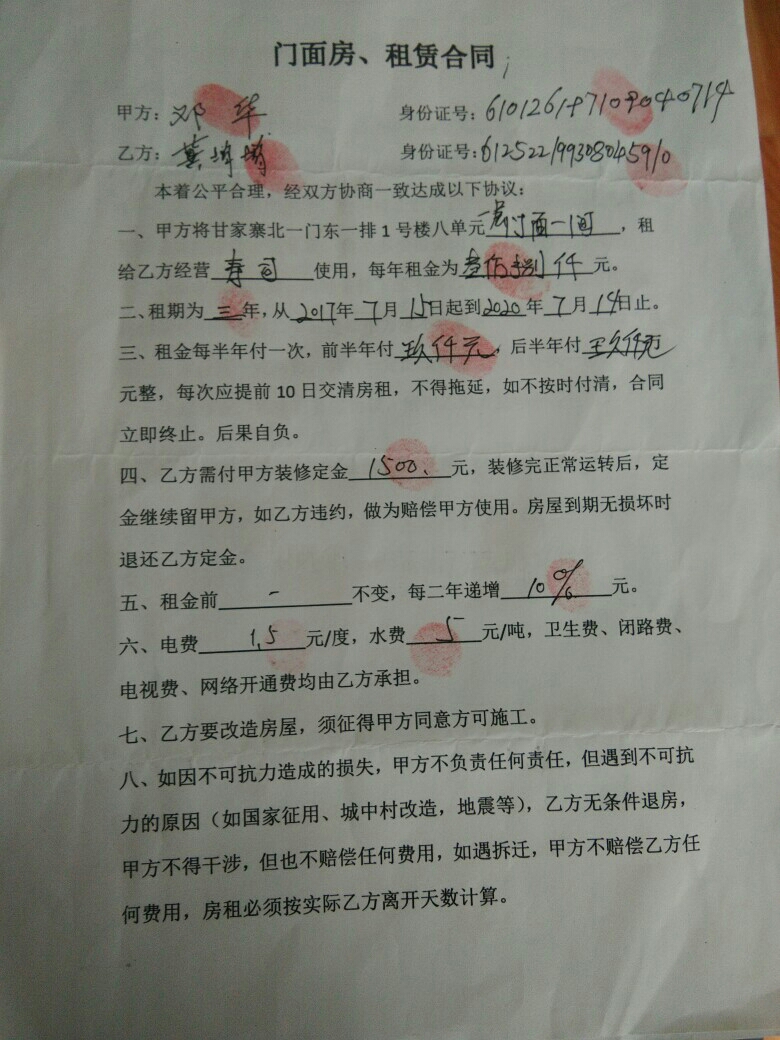 门面房、租赁合同
甲方：邓华 身份证号：610126197109040714
乙方：龚 身份证号：612522199308045910
本着公平合理，经双方协商一致达成以下协议：
一、甲方将甘家寨北一门东一排1号楼八单元 门面一间，租
给乙方经营寿司使用，每年租金为 仟元。
二、租期为三年，从2017年7月15日起到2020年7月14日止。
三、租金每半年付一次，前半年付玖仟元，后半年付玖仟元
元整，每次应提前10日交清房租，不得拖延，如不按时付清，合同
立即终止。后果自负。
四、乙方需付甲方装修定金1500元，装修完正常运转后，定
金继续留甲方，如乙方违约，做为赔偿甲方使用。房屋到期无损坏时
退还乙方定金。
五、租金前一不变，每二年递增10%元。
六、电费1.5元/度，水费5元/吨，卫生费、闭路费、
电视费、网络开通费均由乙方承担。
七、乙方要改造房屋，须征得甲方同意方可施工。
八、如因不可抗力造成的损失，甲方不负责任何责任，但遇到不可抗
力的原因（如国家征用、城中村改造，地震等），乙方无条件退房，
甲方不得干涉，但也不赔偿任何费用，如遇拆迁，甲方不赔偿乙方任
何费用，房租必须按实际乙方离开天数计算。